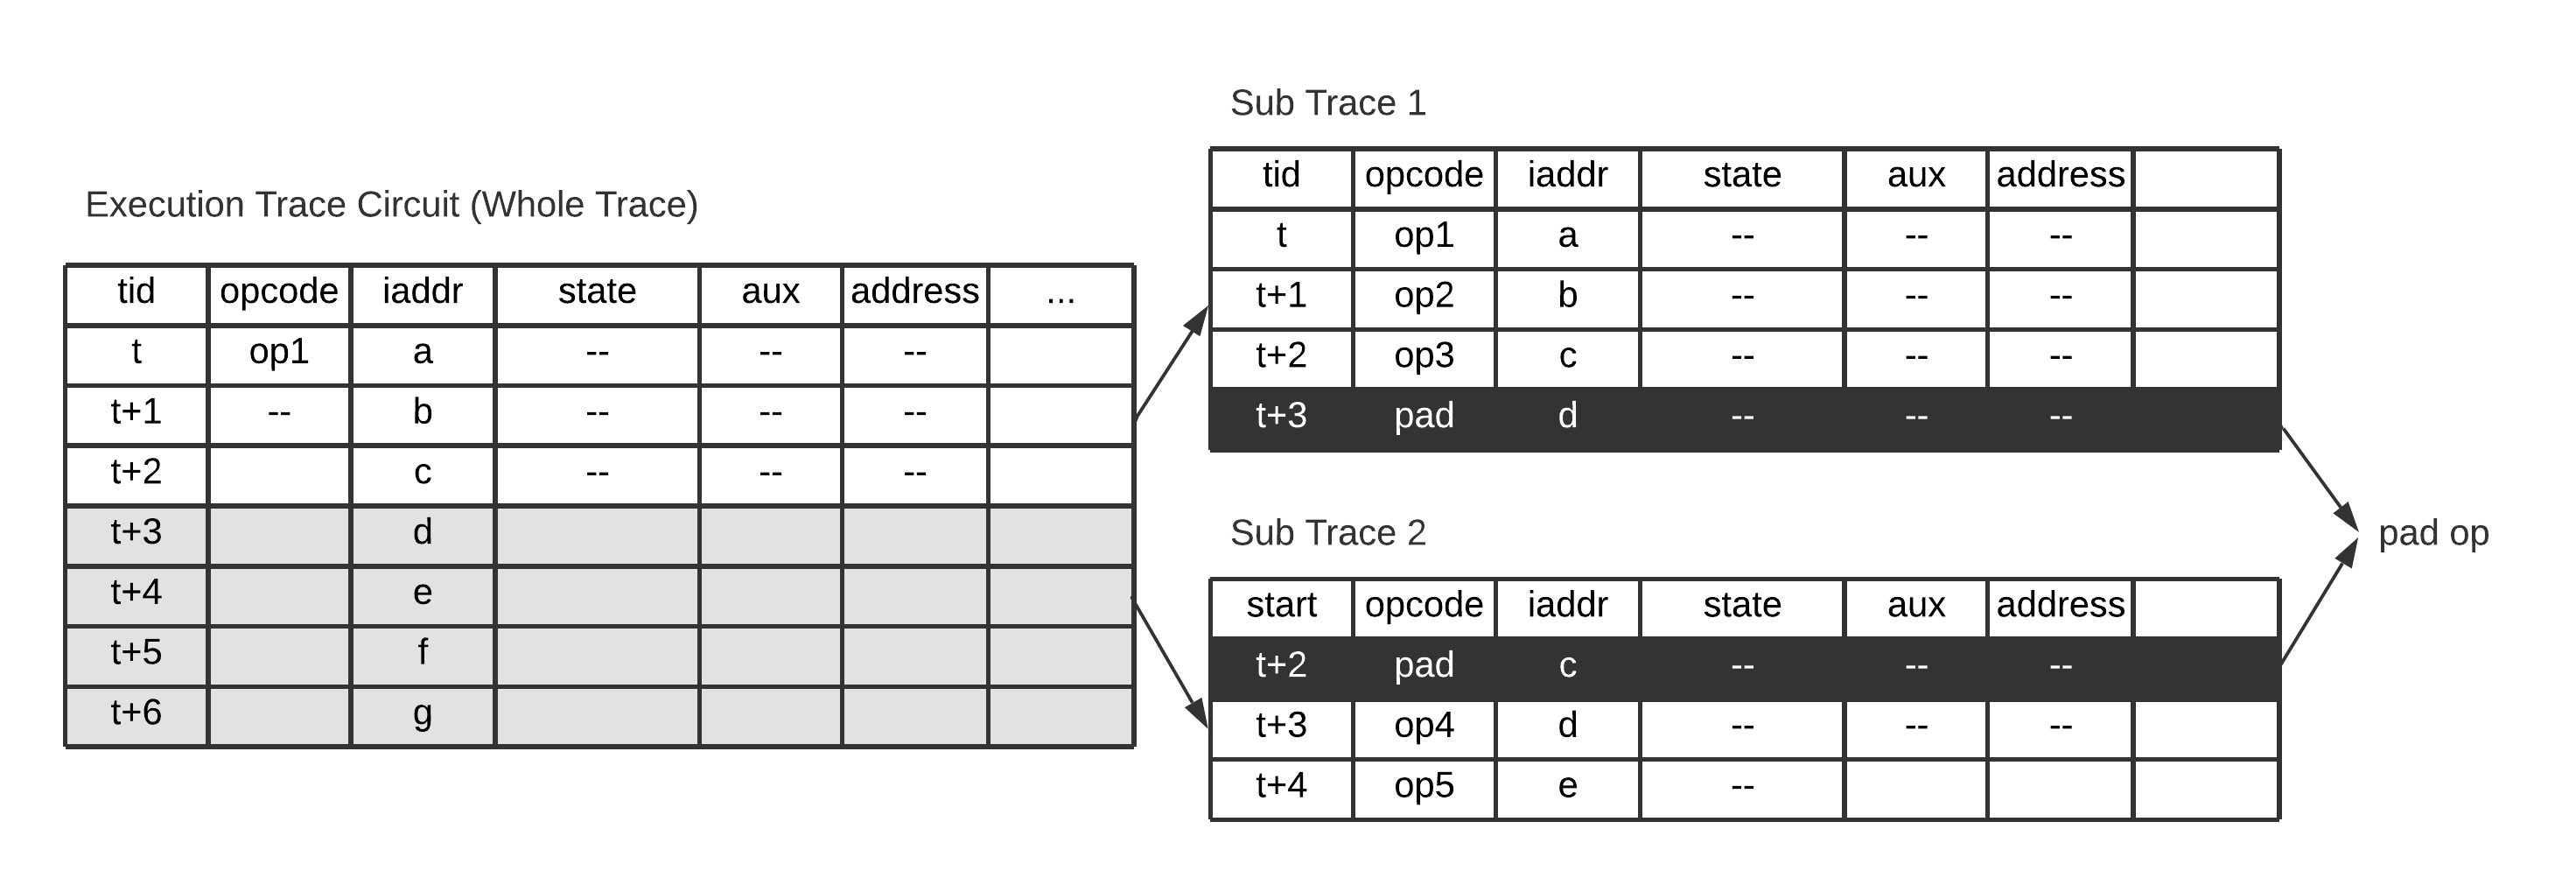 Execution Trace Circuit (Whole Trace)
tid opcode iaddr state aux address ...
t op1 a -- -- --
t+1 -- b -- -- --
t+2 c -- -- --
t+3 d
t+4 e
t+5 f
t+6 g
Sub Trace 1
tid opcode iaddr state aux address
t op1 a -- -- --
t+1 op2 b -- -- --
t+2 op3 c -- -- --
t+3 pad d -- -- --
Sub Trace 2
start opcode iaddr state aux address
t+2 pad c -- -- --
t+3 op4 d -- -- --
t+4 op5 e --
pad op